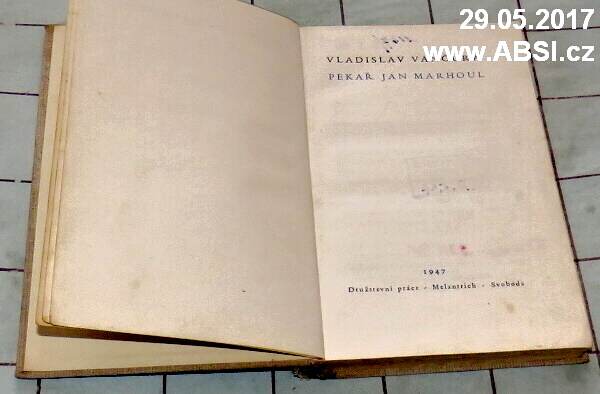 29.05.2017
www.ABSI.cz
VLADISLAV VANČURA
PEKAŘ JAN MARHOUL
1947
Družstevní práce - Melantrich - Svoboda